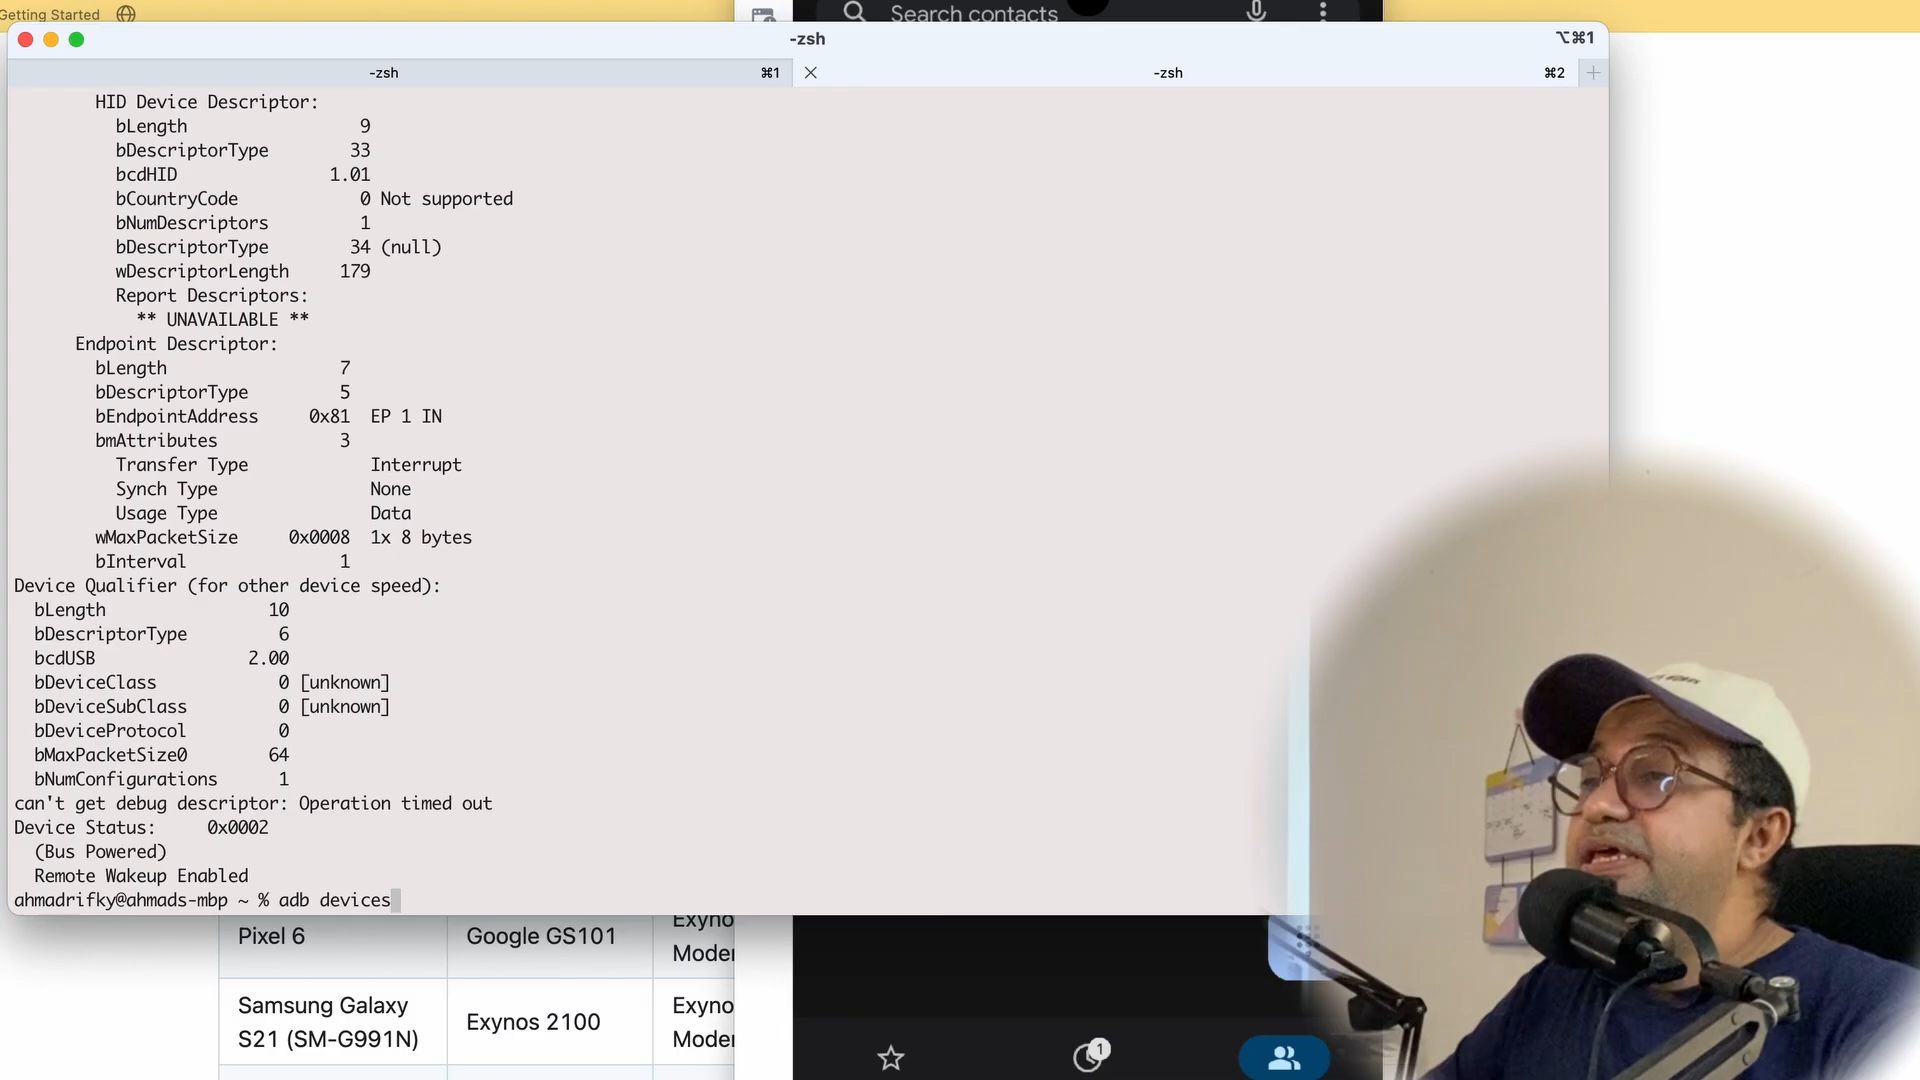 Getting Started
Search contacts
-zsh
⌥⌘1
-zsh ⌘1
-zsh ⌘2
HID Device Descriptor:
bLength 9
bDescriptorType 33
bcdHID 1.01
bCountryCode 0 Not supported
bNumDescriptors 1
bDescriptorType 34 (null)
wDescriptorLength 179
Report Descriptors:
** UNAVAILABLE **
Endpoint Descriptor:
bLength 7
bDescriptorType 5
bEndpointAddress 0x81 EP 1 IN
bmAttributes 3
Transfer Type Interrupt
Synch Type None
Usage Type Data
wMaxPacketSize 0x0008 1x 8 bytes
bInterval 1
Device Qualifier (for other device speed):
bLength 10
bDescriptorType 6
bcdUSB 2.00
bDeviceClass 0 [unknown]
bDeviceSubClass 0 [unknown]
bDeviceProtocol 0
bMaxPacketSize0 64
bNumConfigurations 1
can't get debug descriptor: Operation timed out
Device Status: 0x0002
(Bus Powered)
Remote Wakeup Enabled
ahmadrifky@ahmads-mbp ~ % adb devices
Pixel 6
Google GS101
Exyno
Moder
Samsung Galaxy
S21 (SM-G991N)
Exynos 2100
Exyno
Moder
1